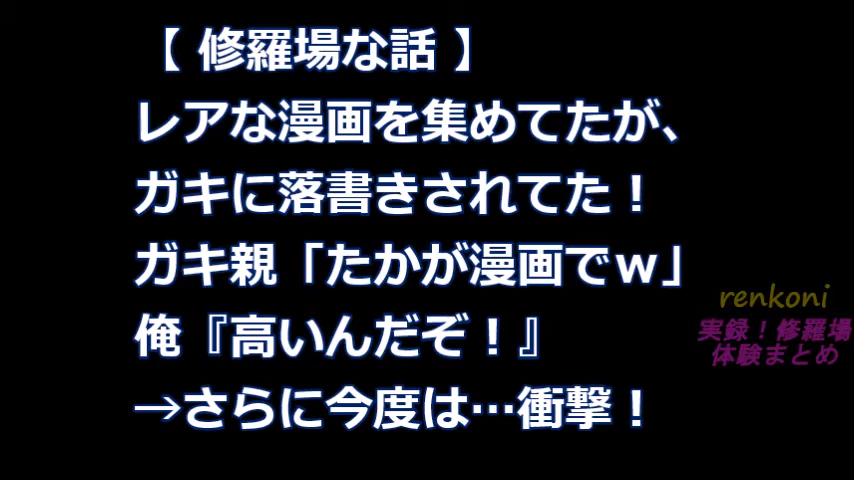 【 修羅場な話 】
レアな漫画を集めてたが、
ガキに落書きされてた！
ガキ親「たかが漫画でｗ」
俺『高いんだぞ！』
→さらに今度は…衝撃！
renkoni
実録！修羅場
体験まとめ